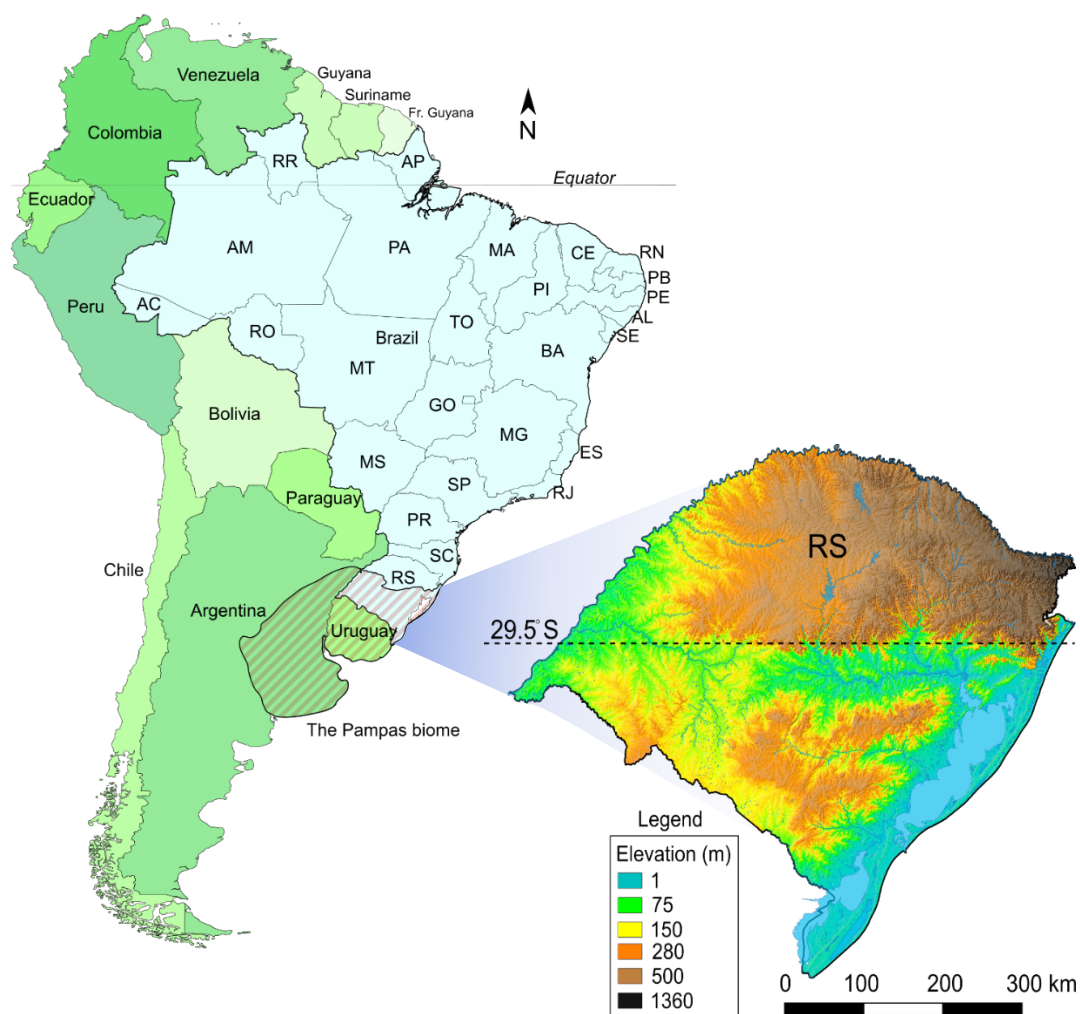 Venezuela
Guyana
Suriname
Fr. Guyana
Colombia
N
RR
AP
Equator
Ecuador
AM
PA
MA
CE
RN
PB
PI
PE
Peru
AC
AL
TO
SE
RO
Brazil
BA
MT
GO
Bolivia
MG
ES
MS
SP
RJ
Paraguay
PR
SC
Chile
RS
RS
Argentina
Uruguay
29.5°S
The Pampas biome
Legend
Elevation (m)
1
75
150
280
500
1360
0 100 200 300 km